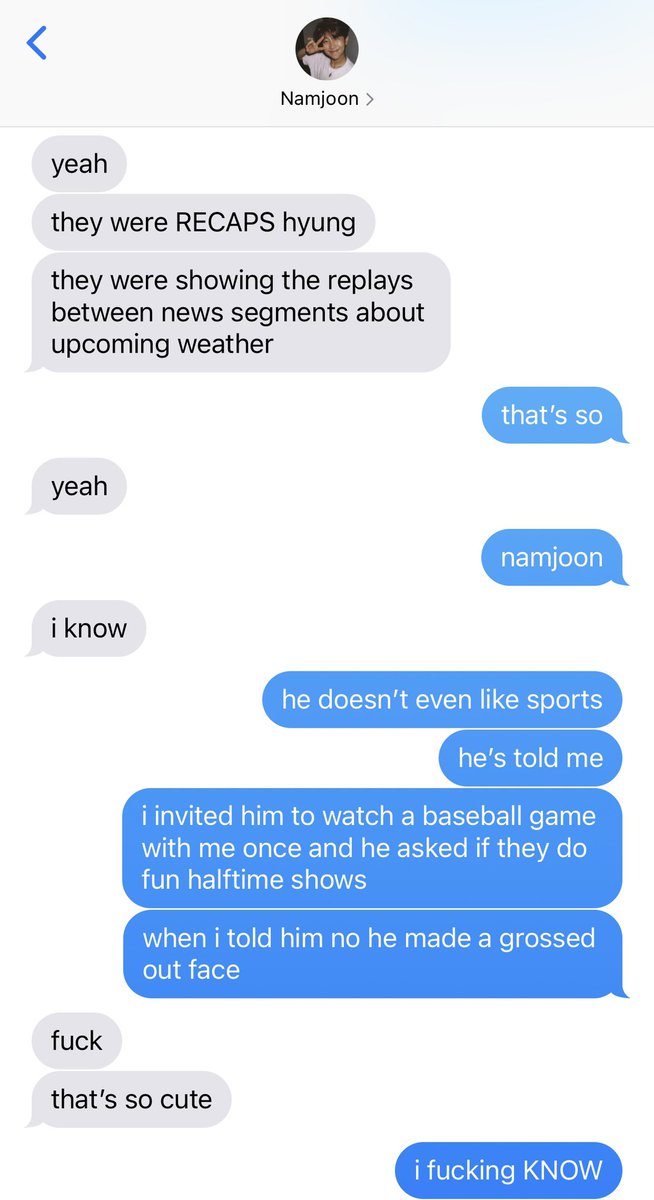 Namjoon
yeah
they were RECAPS hyung
they were showing the replays
between news segments about
upcoming weather
that’s so
yeah
namjoon
i know
he doesn’t even like sports
he’s told me
i invited him to watch a baseball game
with me once and he asked if they do
fun halftime shows
when i told him no he made a grossed
out face
fuck
that’s so cute
i fucking KNOW